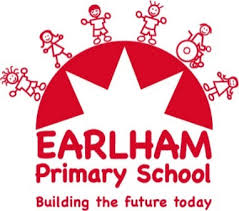 EARLHAM
Primary School
Building the future today